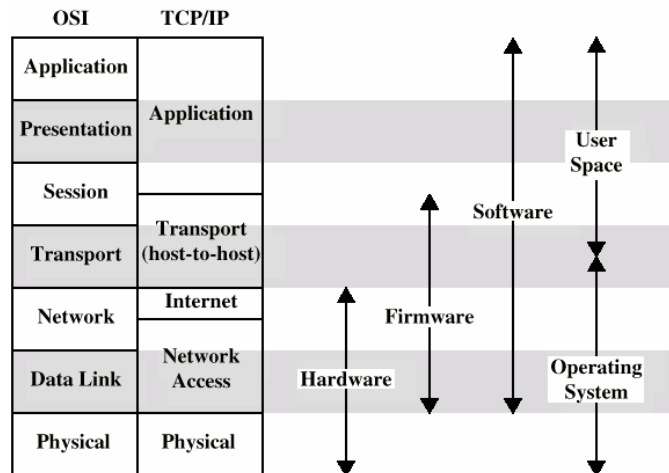 OSI
TCP/IP
Application
Presentation
Session
Transport
Network
Data Link
Physical
Application
Transport
(host-to-host)
Internet
Network
Access
Physical
Hardware
Firmware
Software
User
Space
Operating
System